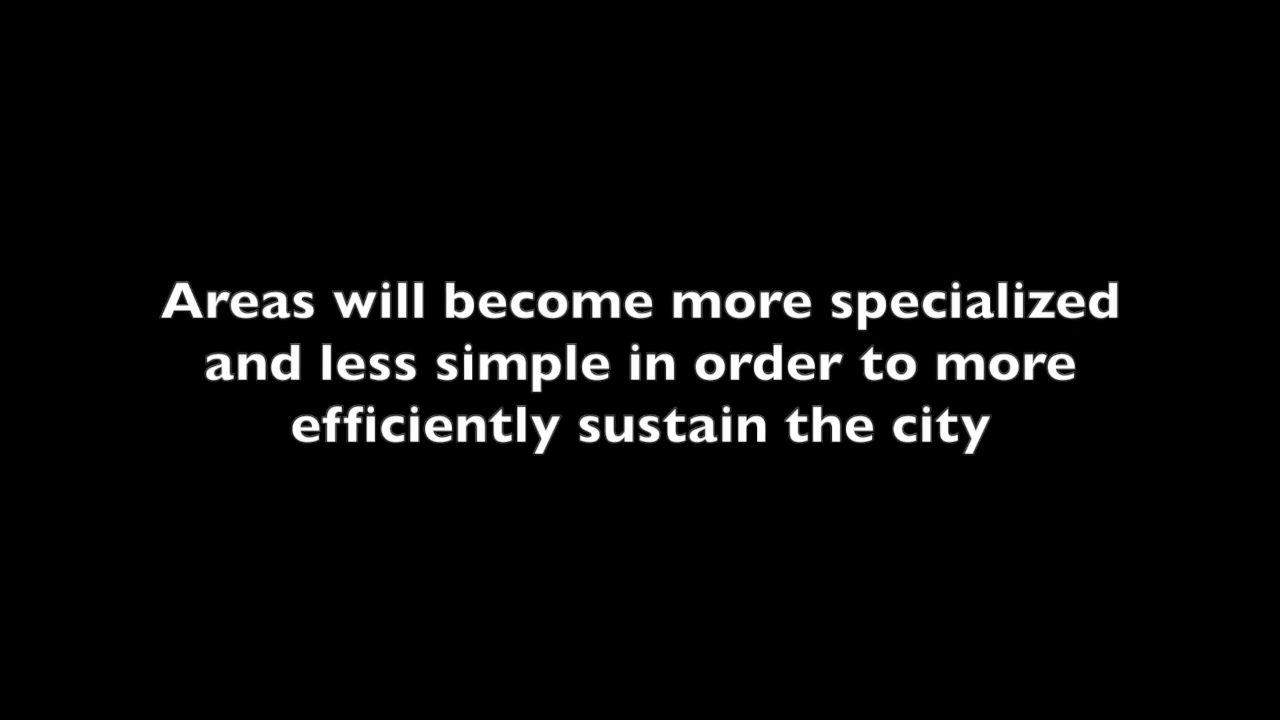 Areas will become more specialized
and less simple in order to more
efficiently sustain the city